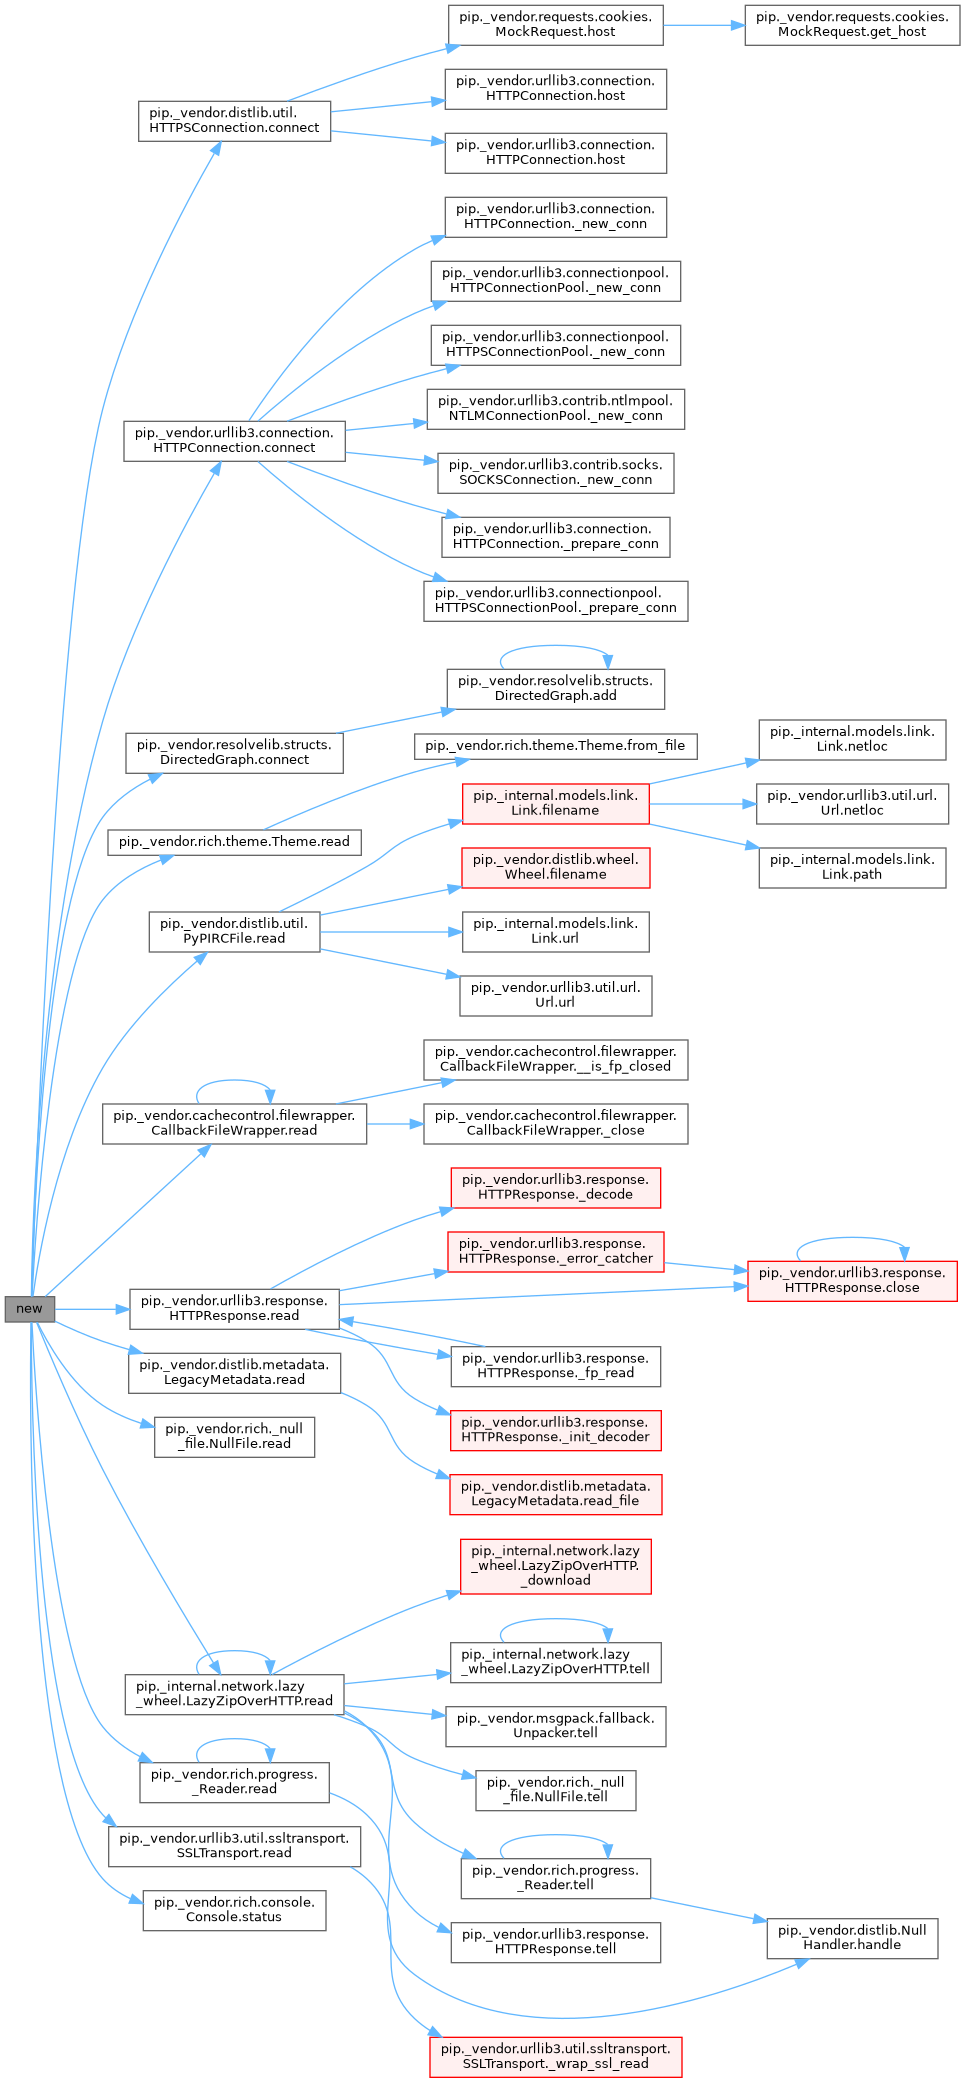 pip._vendor.requests.cookies.
MockRequest.host
pip._vendor.requests.cookies.
MockRequest.get_host
pip._vendor.urllib3.connection.
HTTPConnection.host
pip._vendor.distlib.util.
HTTPSConnection.connect
pip._vendor.urllib3.connection.
HTTPConnection.host
pip._vendor.urllib3.connection.
HTTPConnection._new_conn
pip._vendor.urllib3.connectionpool.
HTTPConnectionPool._new_conn
pip._vendor.urllib3.connectionpool.
HTTPSConnectionPool._new_conn
pip._vendor.urllib3.contrib.ntlmpool.
NTLMConnectionPool._new_conn
pip._vendor.urllib3.connection.
HTTPConnection.connect
pip._vendor.urllib3.contrib.socks.
SOCKSConnection._new_conn
pip._vendor.urllib3.connection.
HTTPConnection._prepare_conn
pip._vendor.urllib3.connectionpool.
HTTPSConnectionPool._prepare_conn
pip._vendor.resolvelib.structs.
DirectedGraph.add
pip._vendor.resolvelib.structs.
DirectedGraph.connect
pip._vendor.rich.theme.Theme.from_file
pip._internal.models.link.
Link.netloc
pip._internal.models.link.
Link.filename
pip._vendor.urllib3.util.url.
Url.netloc
pip._vendor.rich.theme.Theme.read
pip._vendor.distlib.wheel.
Wheel.filename
pip._internal.models.link.
Link.path
pip._vendor.distlib.util.
PyPIRCFile.read
pip._internal.models.link.
Link.url
pip._vendor.urllib3.util.url.
Url.url
pip._vendor.cachecontrol.filewrapper.
CallbackFileWrapper.__is_fp_closed
pip._vendor.cachecontrol.filewrapper.
CallbackFileWrapper.read
pip._vendor.cachecontrol.filewrapper.
CallbackFileWrapper._close
pip._vendor.urllib3.response.
HTTPResponse._decode
pip._vendor.urllib3.response.
HTTPResponse._error_catcher
pip._vendor.urllib3.response.
HTTPResponse.close
new
pip._vendor.urllib3.response.
HTTPResponse.read
pip._vendor.distlib.metadata.
LegacyMetadata.read
pip._vendor.urllib3.response.
HTTPResponse._fp_read
pip._vendor.rich._null
_file.NullFile.read
pip._vendor.urllib3.response.
HTTPResponse._init_decoder
pip._vendor.distlib.metadata.
LegacyMetadata.read_file
pip._internal.network.lazy
_wheel.LazyZipOverHTTP.
_download
pip._internal.network.lazy
_wheel.LazyZipOverHTTP.tell
pip._internal.network.lazy
_wheel.LazyZipOverHTTP.read
pip._vendor.msgpack.fallback.
Unpacker.tell
pip._vendor.rich.progress.
_Reader.read
pip._vendor.rich._null
_file.NullFile.tell
pip._vendor.urllib3.util.ssltransport.
SSLTransport.read
pip._vendor.rich.progress.
_Reader.tell
pip._vendor.rich.console.
Console.status
pip._vendor.urllib3.response.
HTTPResponse.tell
pip._vendor.distlib.Null
Handler.handle
pip._vendor.urllib3.util.ssltransport.
SSLTransport._wrap_ssl_read